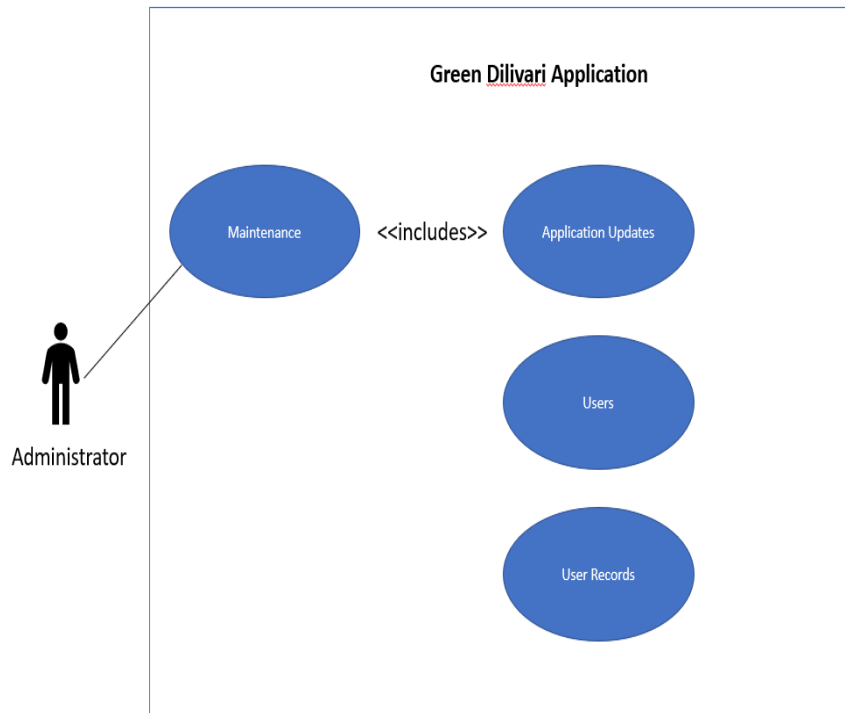 Green Dilivari Application
Maintenance
<<includes>>
Application Updates
Users
Administrator
User Records